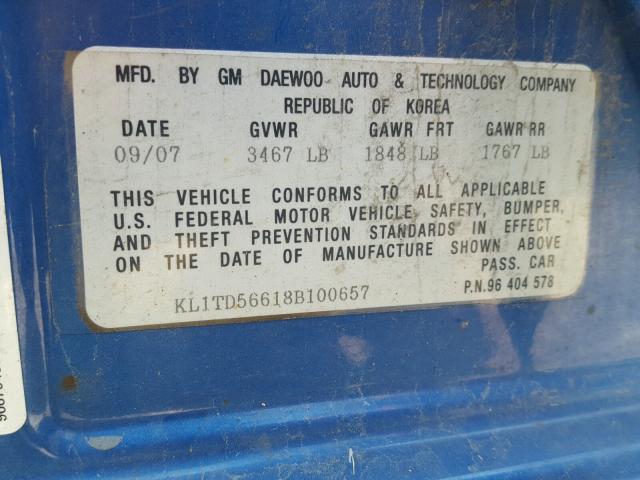 MFD. BY GM DAEWOO AUTO & TECHNOLOGY COMPANY
REPUBLIC OF KOREA
DATE GVWR GAWR FRT GAWR RR
09/07 3467 LB 1848 LB 1767 LB
THIS VEHICLE CONFORMS TO ALL APPLICABLE
U.S. FEDERAL MOTOR VEHICLE SAFETY, BUMPER,
AND THEFT PREVENTION STANDARDS IN EFFECT
ON THE DATE OF MANUFACTURE SHOWN ABOVE
PASS. CAR
KL1TD56618B100657
P.N.96 404 578